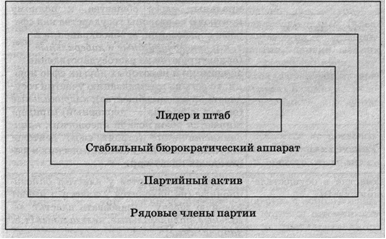 Лидер и штаб
Стабильный бюрократический аппарат
Партийный актив
Рядовые члены партии